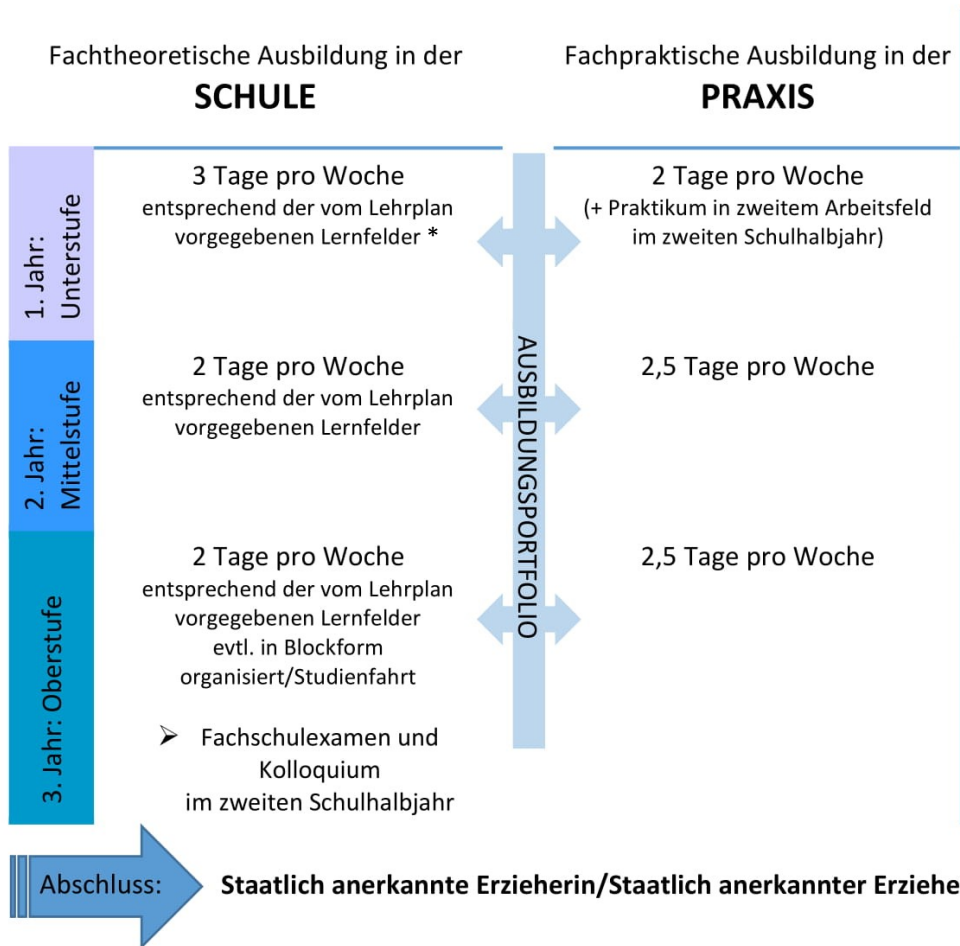 Fachtheoretische Ausbildung in der
SCHULE
Fachpraktische Ausbildung in der
PRAXIS
1. Jahr:
Unterstufe
3 Tage pro Woche
entsprechend der vom Lehrplan
vorgegebenen Lernfelder *
2 Tage pro Woche
(+ Praktikum in zweitem Arbeitsfeld
im zweiten Schulhalbjahr)
AUSBILDUNGSPORTFOLIO
2. Jahr:
Mittelstufe
2 Tage pro Woche
entsprechend der vom Lehrplan
vorgegebenen Lernfelder
2,5 Tage pro Woche
3. Jahr: Oberstufe
2 Tage pro Woche
entsprechend der vom Lehrplan
vorgegebenen Lernfelder
evtl. in Blockform
organisiert/Studienfahrt
2,5 Tage pro Woche
➢ Fachschulexamen und
Kolloquium
im zweiten Schulhalbjahr
Abschluss:
Staatlich anerkannte Erzieherin/Staatlich anerkannter Erziehe